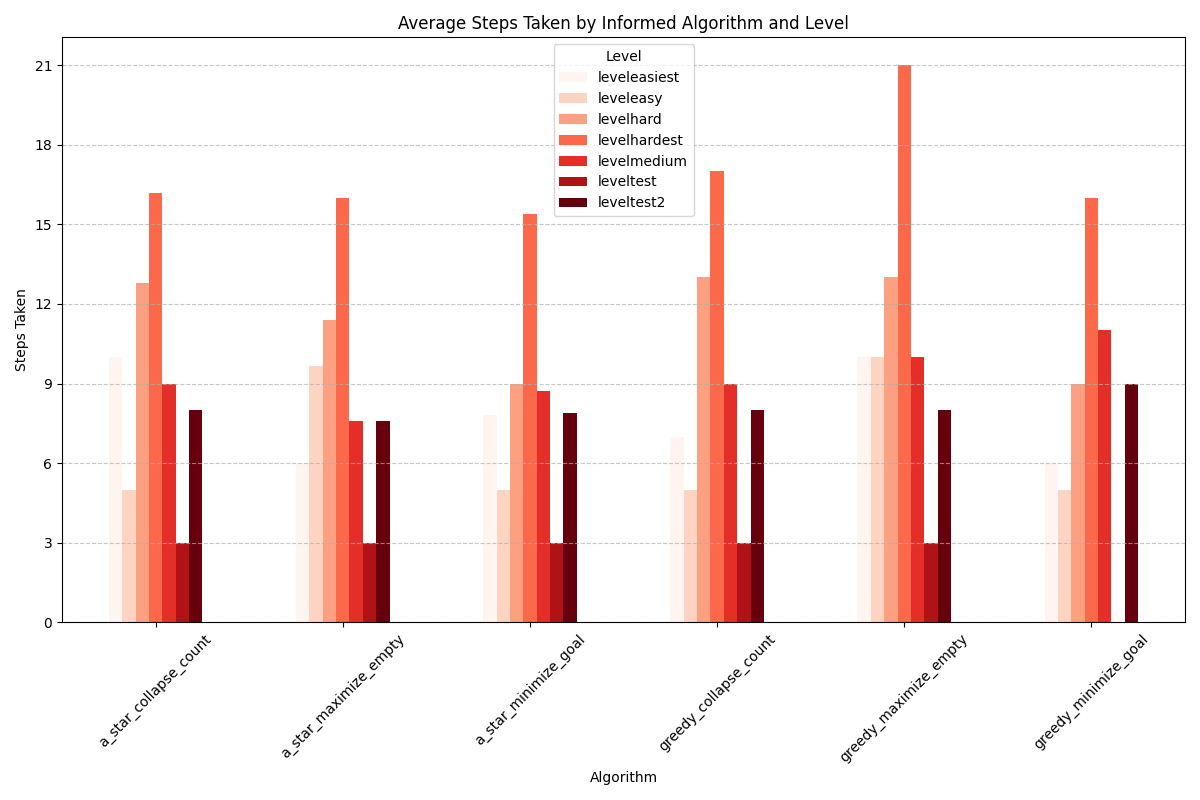 Average Steps Taken by Informed Algorithm and Level
Level
leveleasiest
leveleasy
levelhard
levelhardest
levelmedium
leveltest
leveltest2
Steps Taken
21
18
15
12
9
6
3
0
a_star_collapse_count
a_star_maximize_empty
a_star_minimize_goal
greedy_collapse_count
greedy_maximize_empty
greedy_minimize_goal
Algorithm